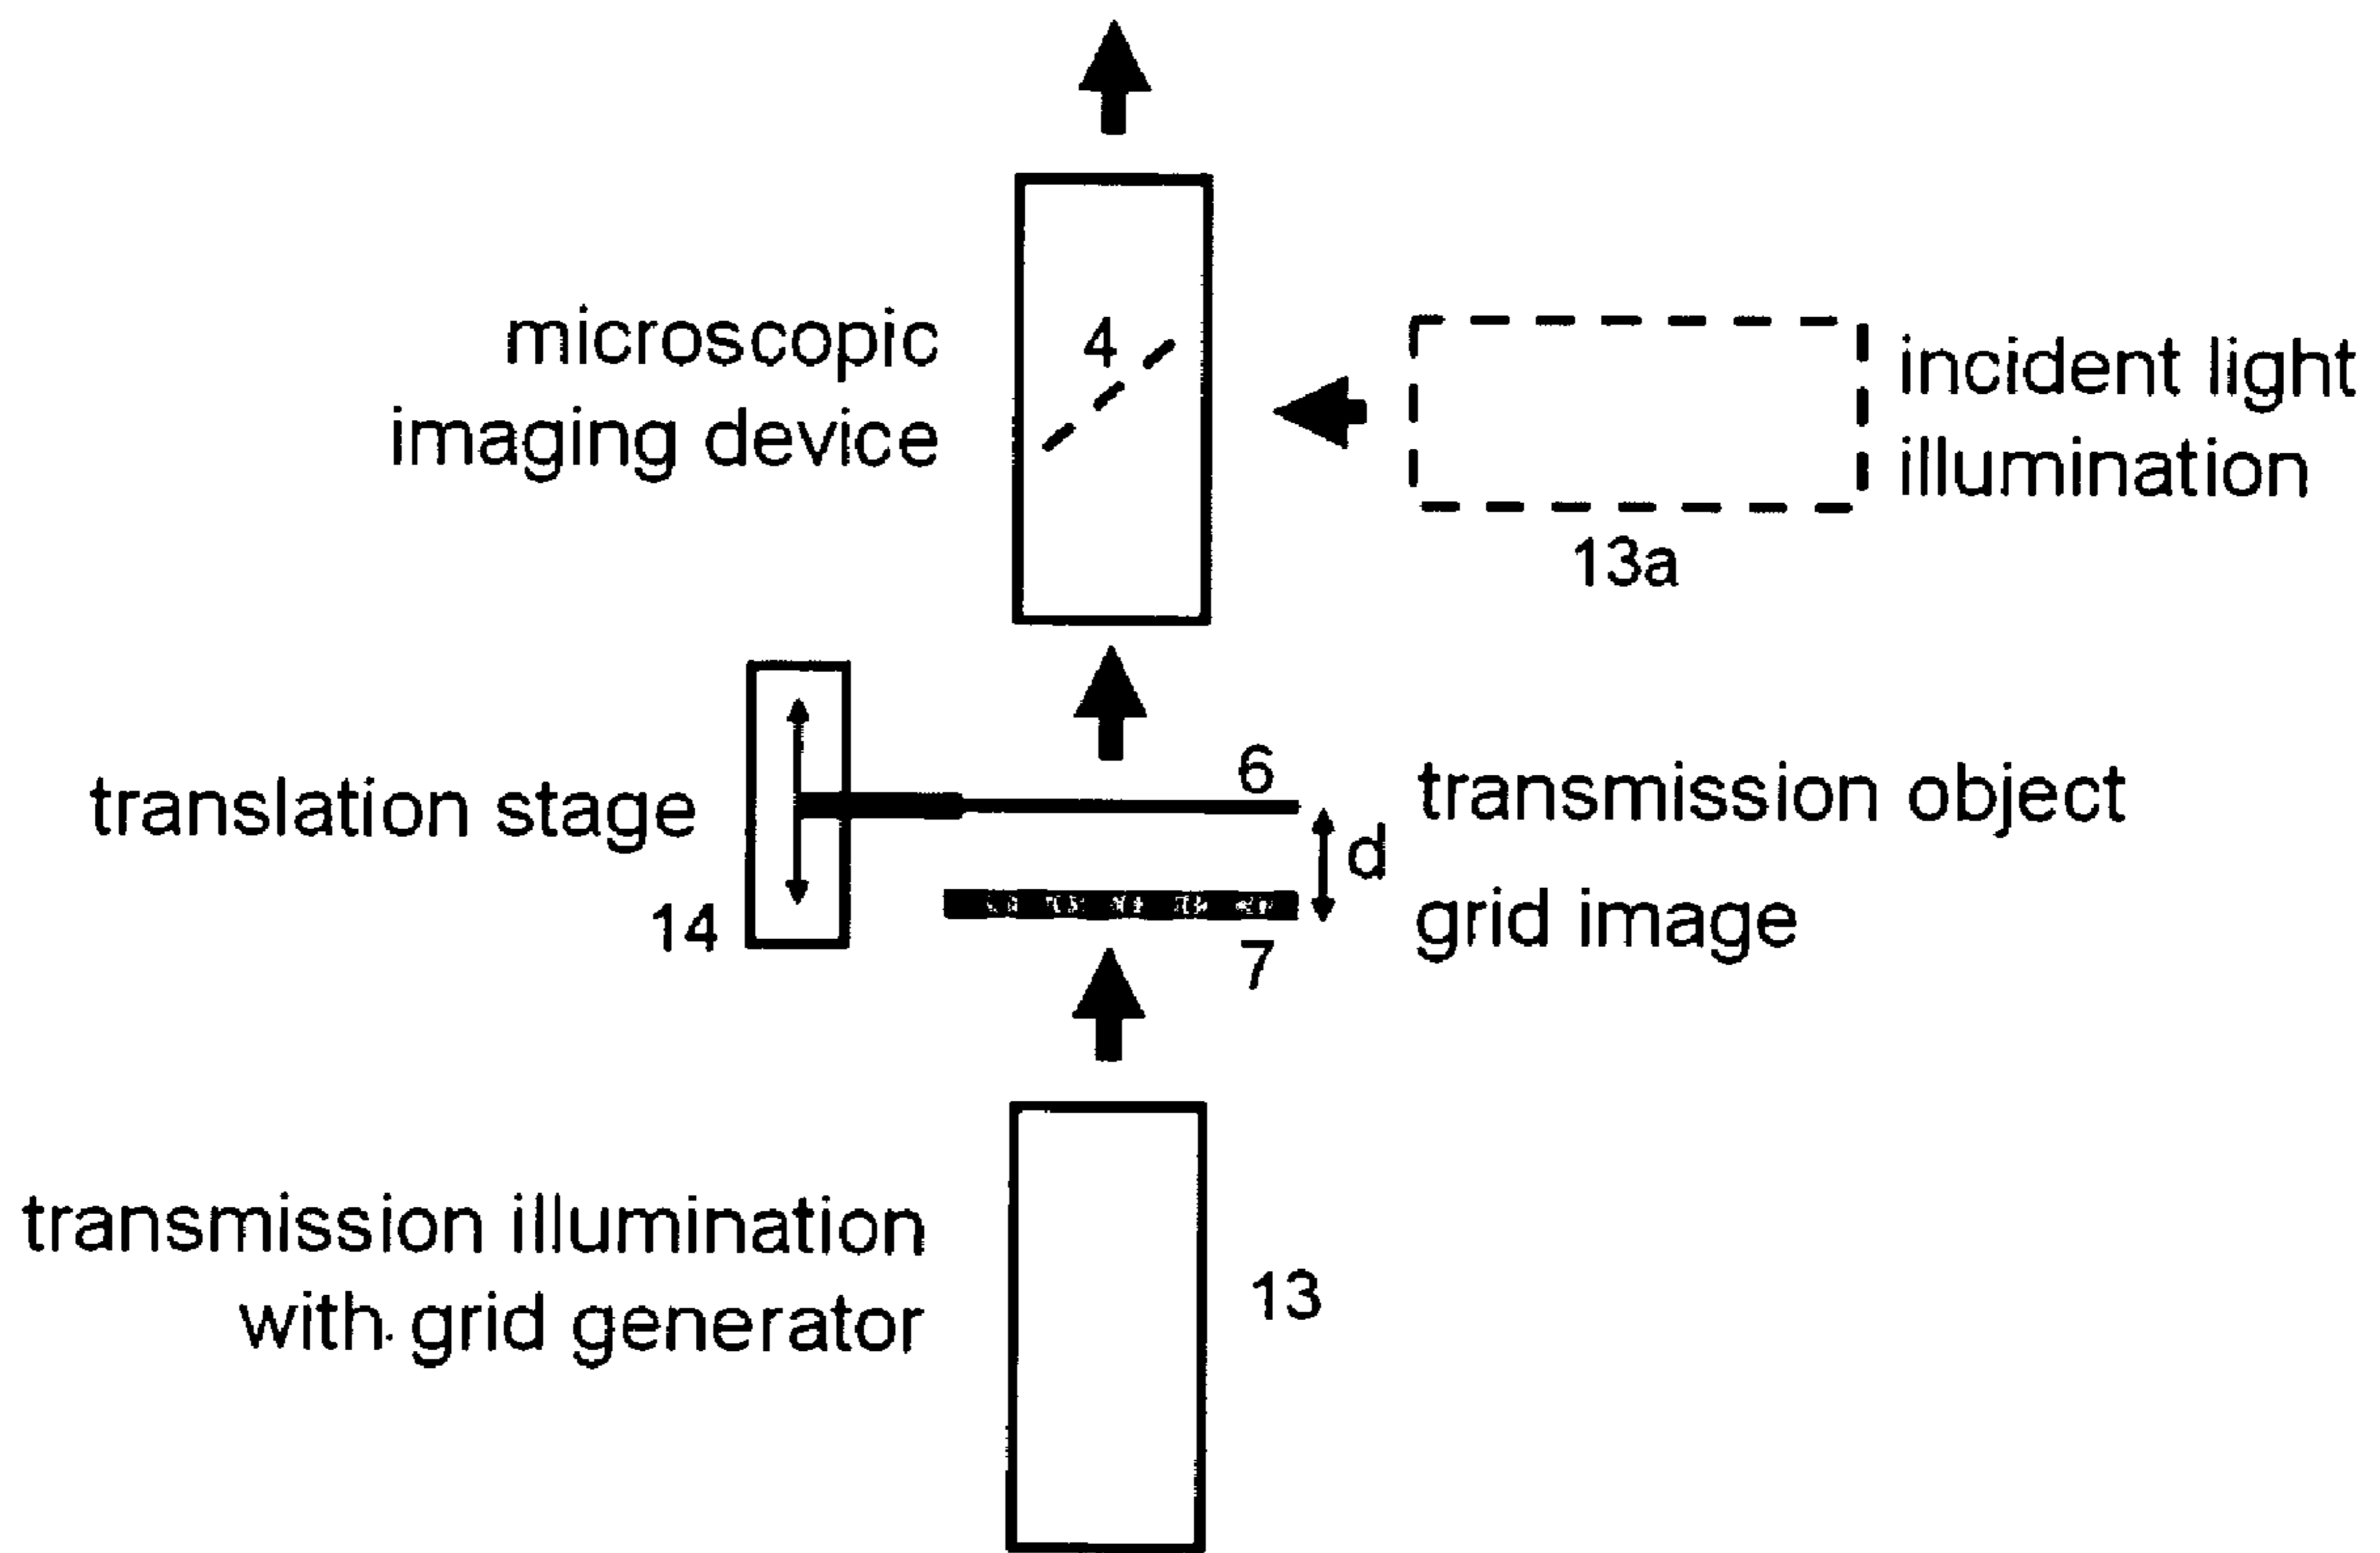 microscopic
imaging device
4
incident light
illumination
13a
translation stage
14
6
transmission object
d
grid image
7
transmission illumination
with grid generator
13